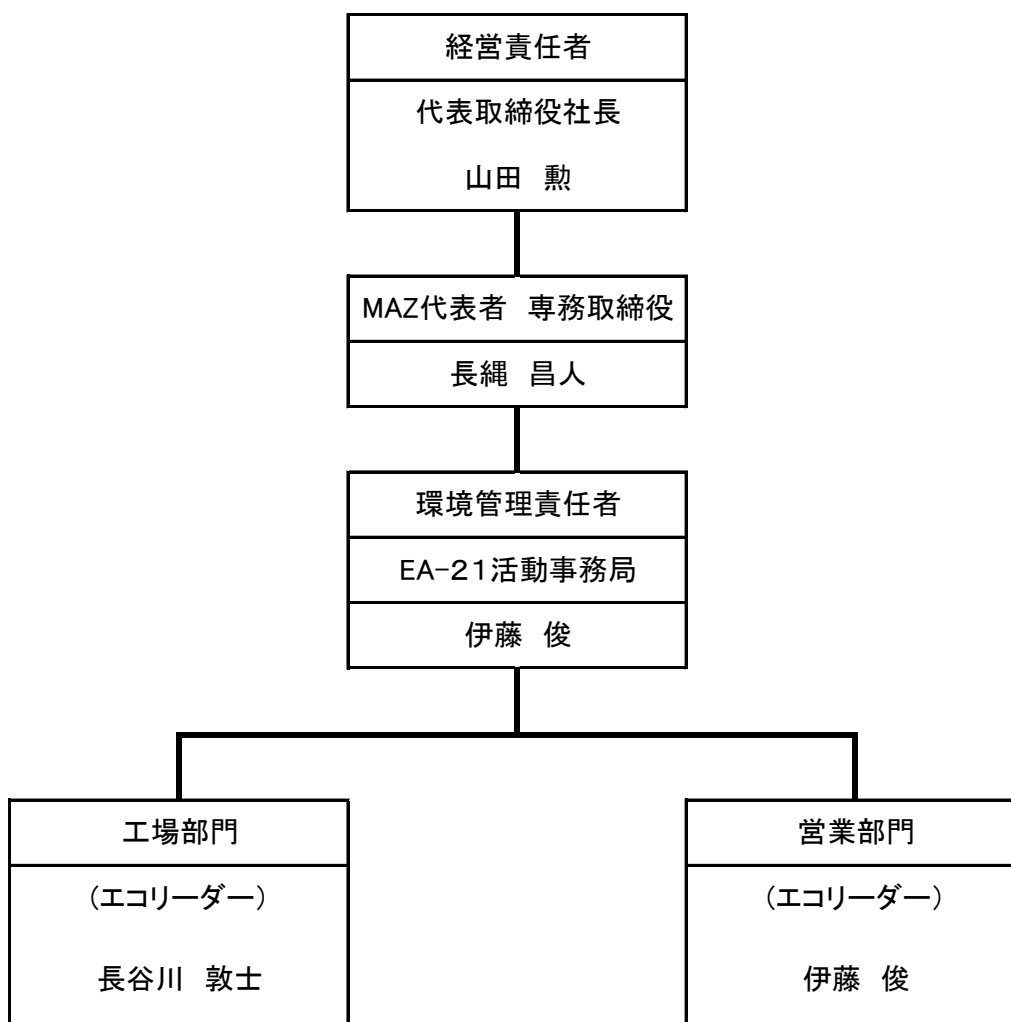 経営責任者
代表取締役社長
山田　勲
MAZ代表者　専務取締役
長縄　昌人
環境管理責任者
EA-２１活動事務局
伊藤　俊
工場部門
（エコリーダー）
長谷川　敦士
営業部門
（エコリーダー）
伊藤　俊